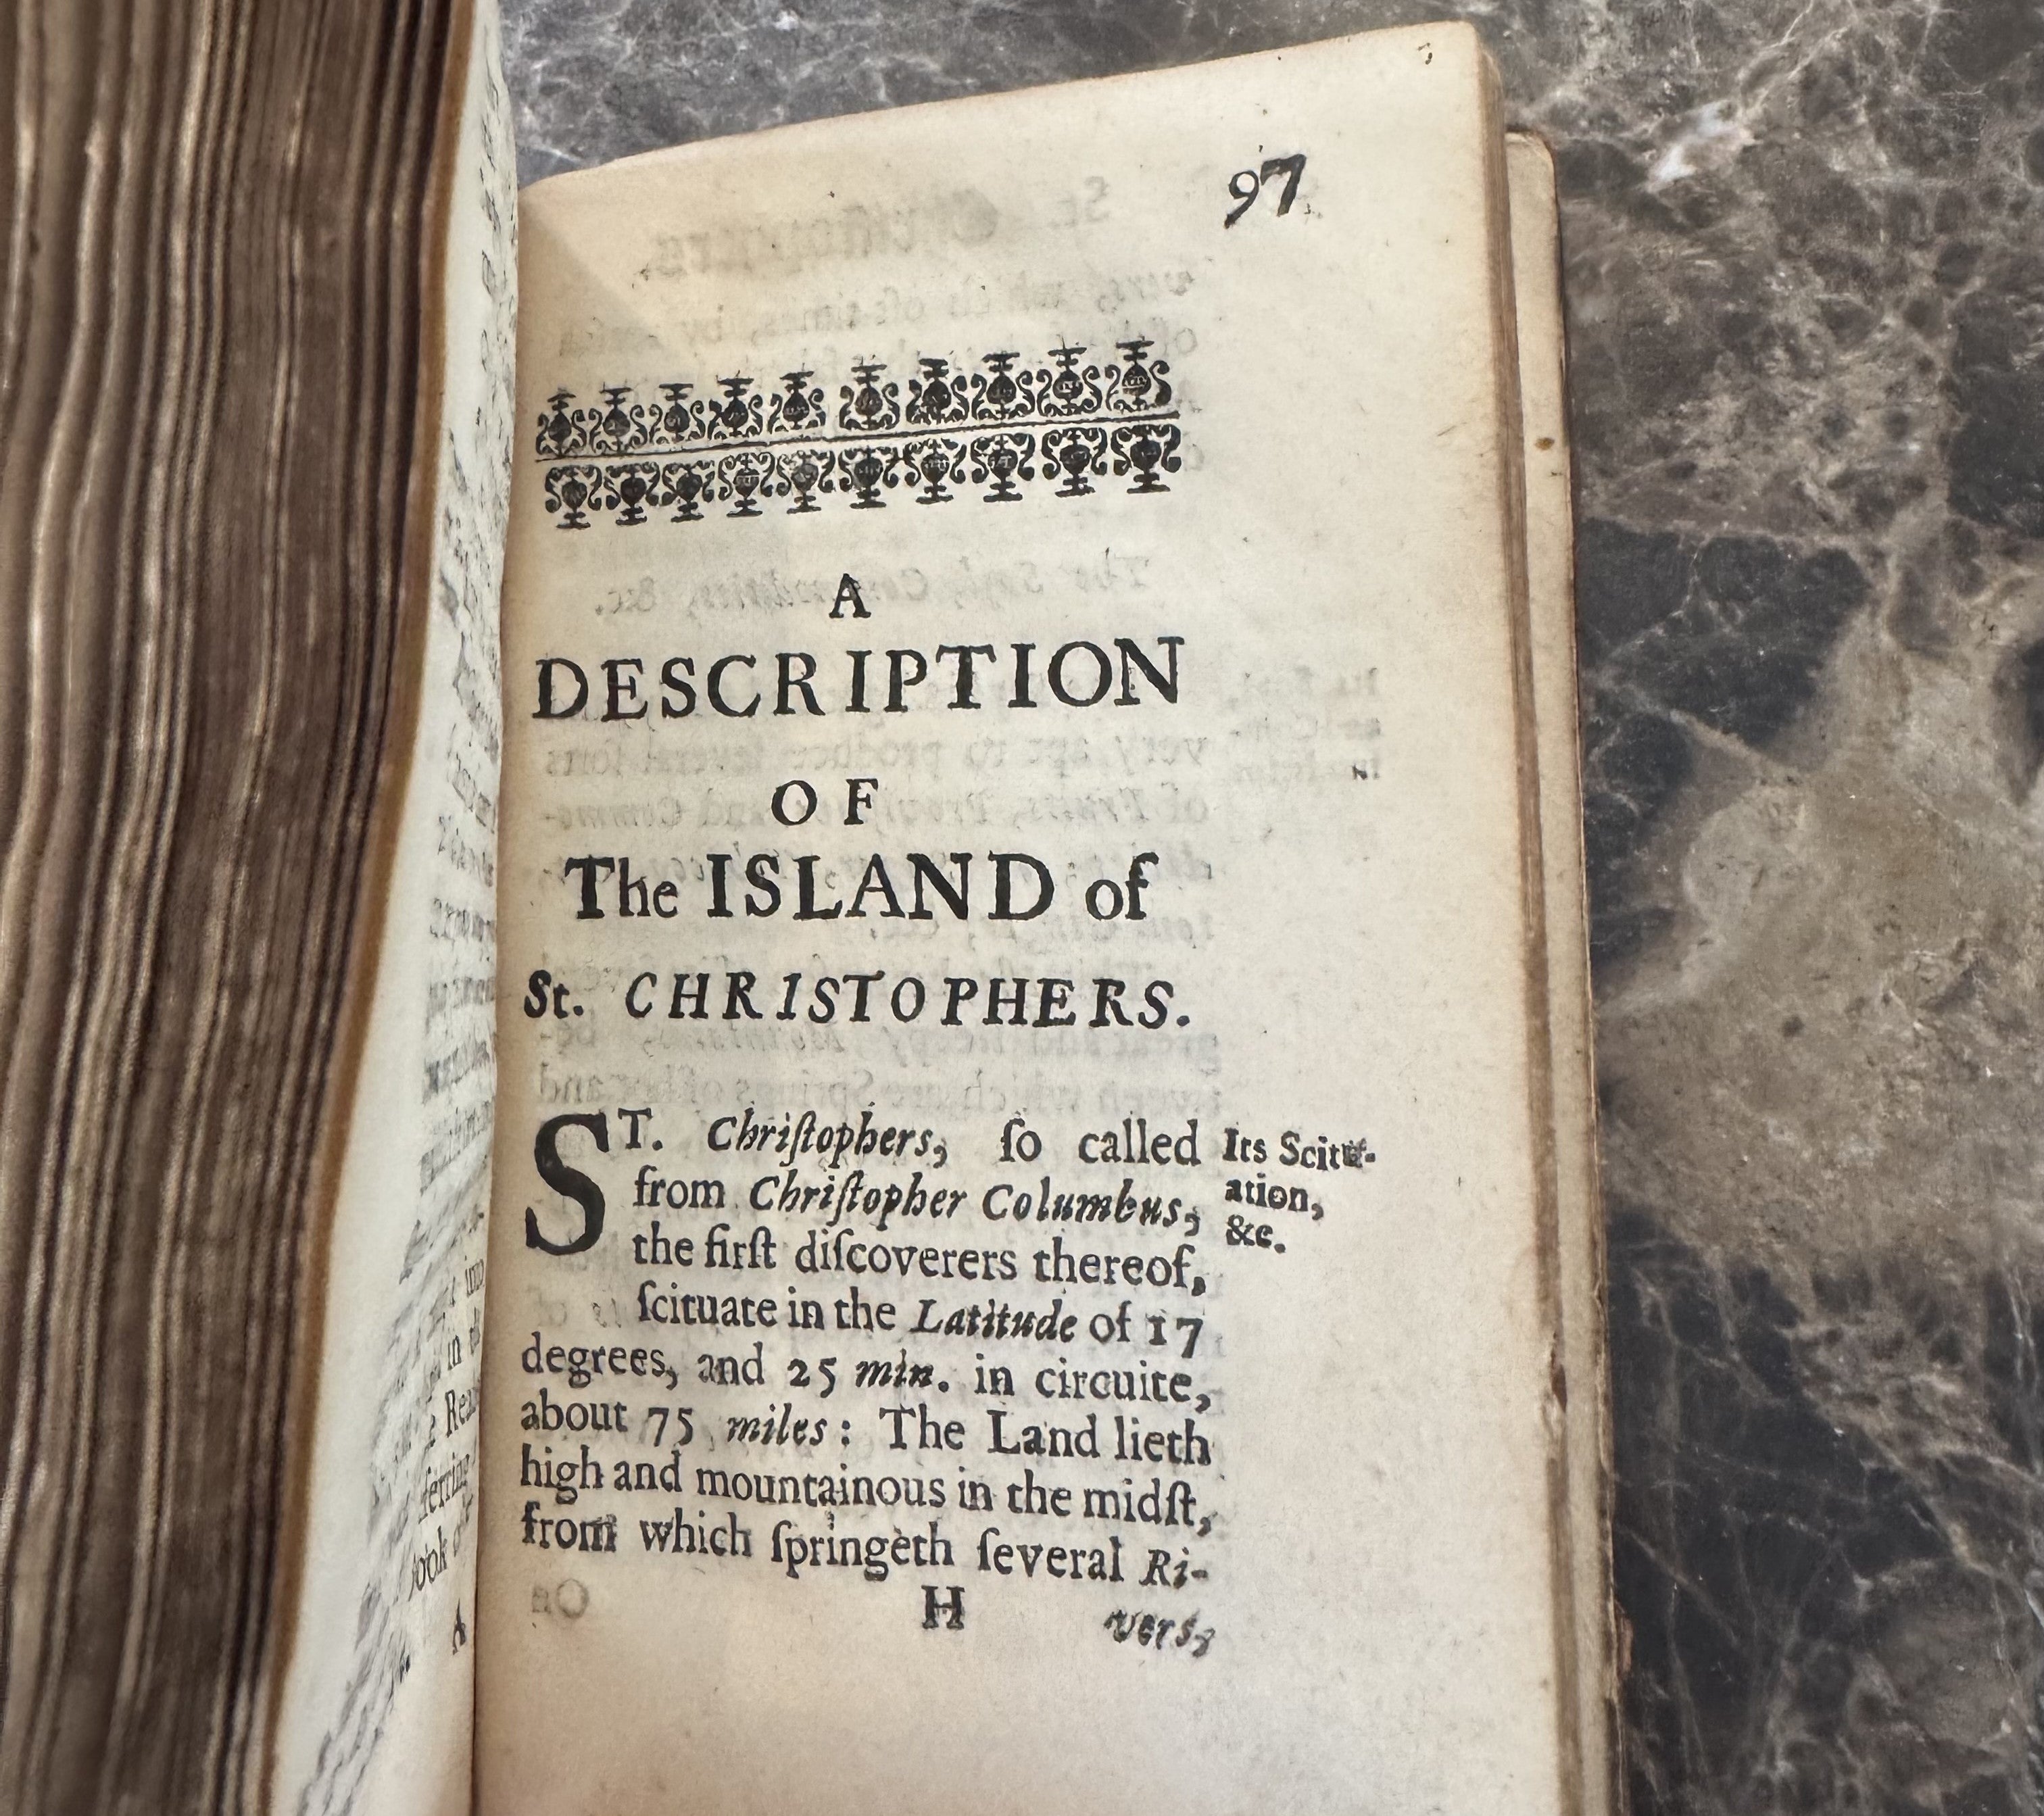 97
A
DESCRIPTION
OF
The ISLAND of
St. CHRISTOPHERS.
ST. Chriſtophers, ſo called
from Chriſtopher Columbus,
the firſt diſcoverers thereof,
ſcituate in the Latitude of 17
degrees, and 25 min. in circuite,
about 75 miles: The Land lieth
high and mountainous in the midſt,
from which ſpringeth ſeveral Ri-
H
vers,
Its Scitu-
ation,
&c.